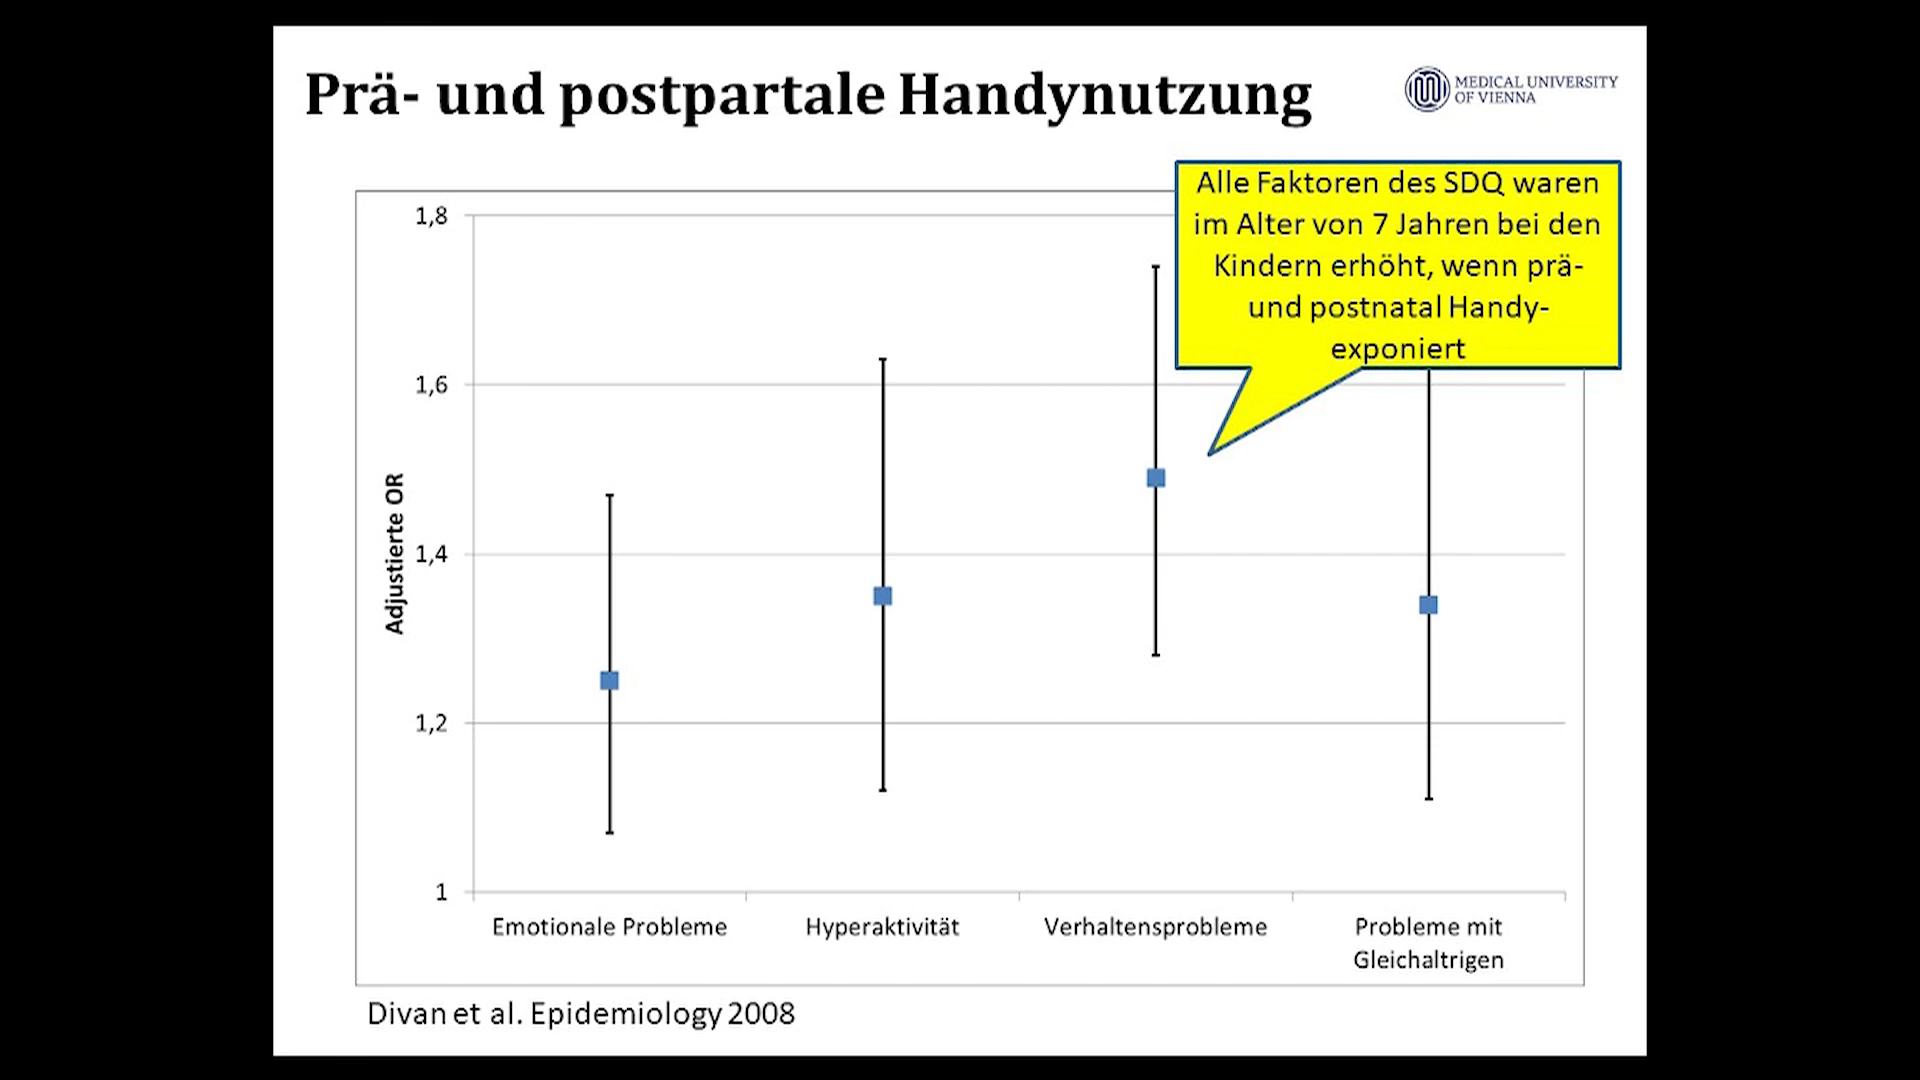 Prä- und postpartale Handynutzung
MEDICAL UNIVERSITY
OF VIENNA
Alle Faktoren des SDQ waren
im Alter von 7 Jahren bei den
Kindern erhöht, wenn prä-
und postnatal Handy-
exponiert
1,8
1,6
1,4
1,2
1
Adjustierte OR
Emotionale Probleme
Hyperaktivität
Verhaltensprobleme
Probleme mit
Gleichaltrigen
Divan et al. Epidemiology 2008